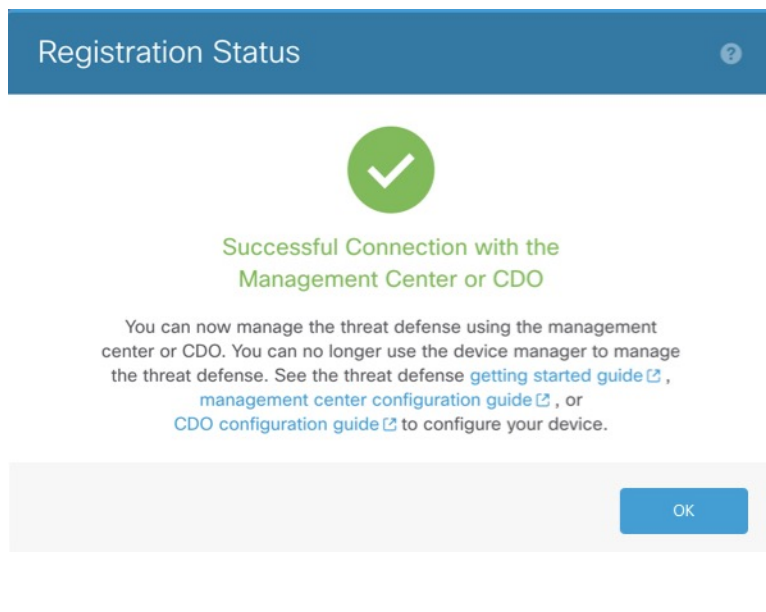 Registration Status
?
Successful Connection with the
Management Center or CDO
You can now manage the threat defense using the management
center or CDO. You can no longer use the device manager to manage
the threat defense. See the threat defense getting started guide ,
management center configuration guide , or
CDO configuration guide to configure your device.
OK